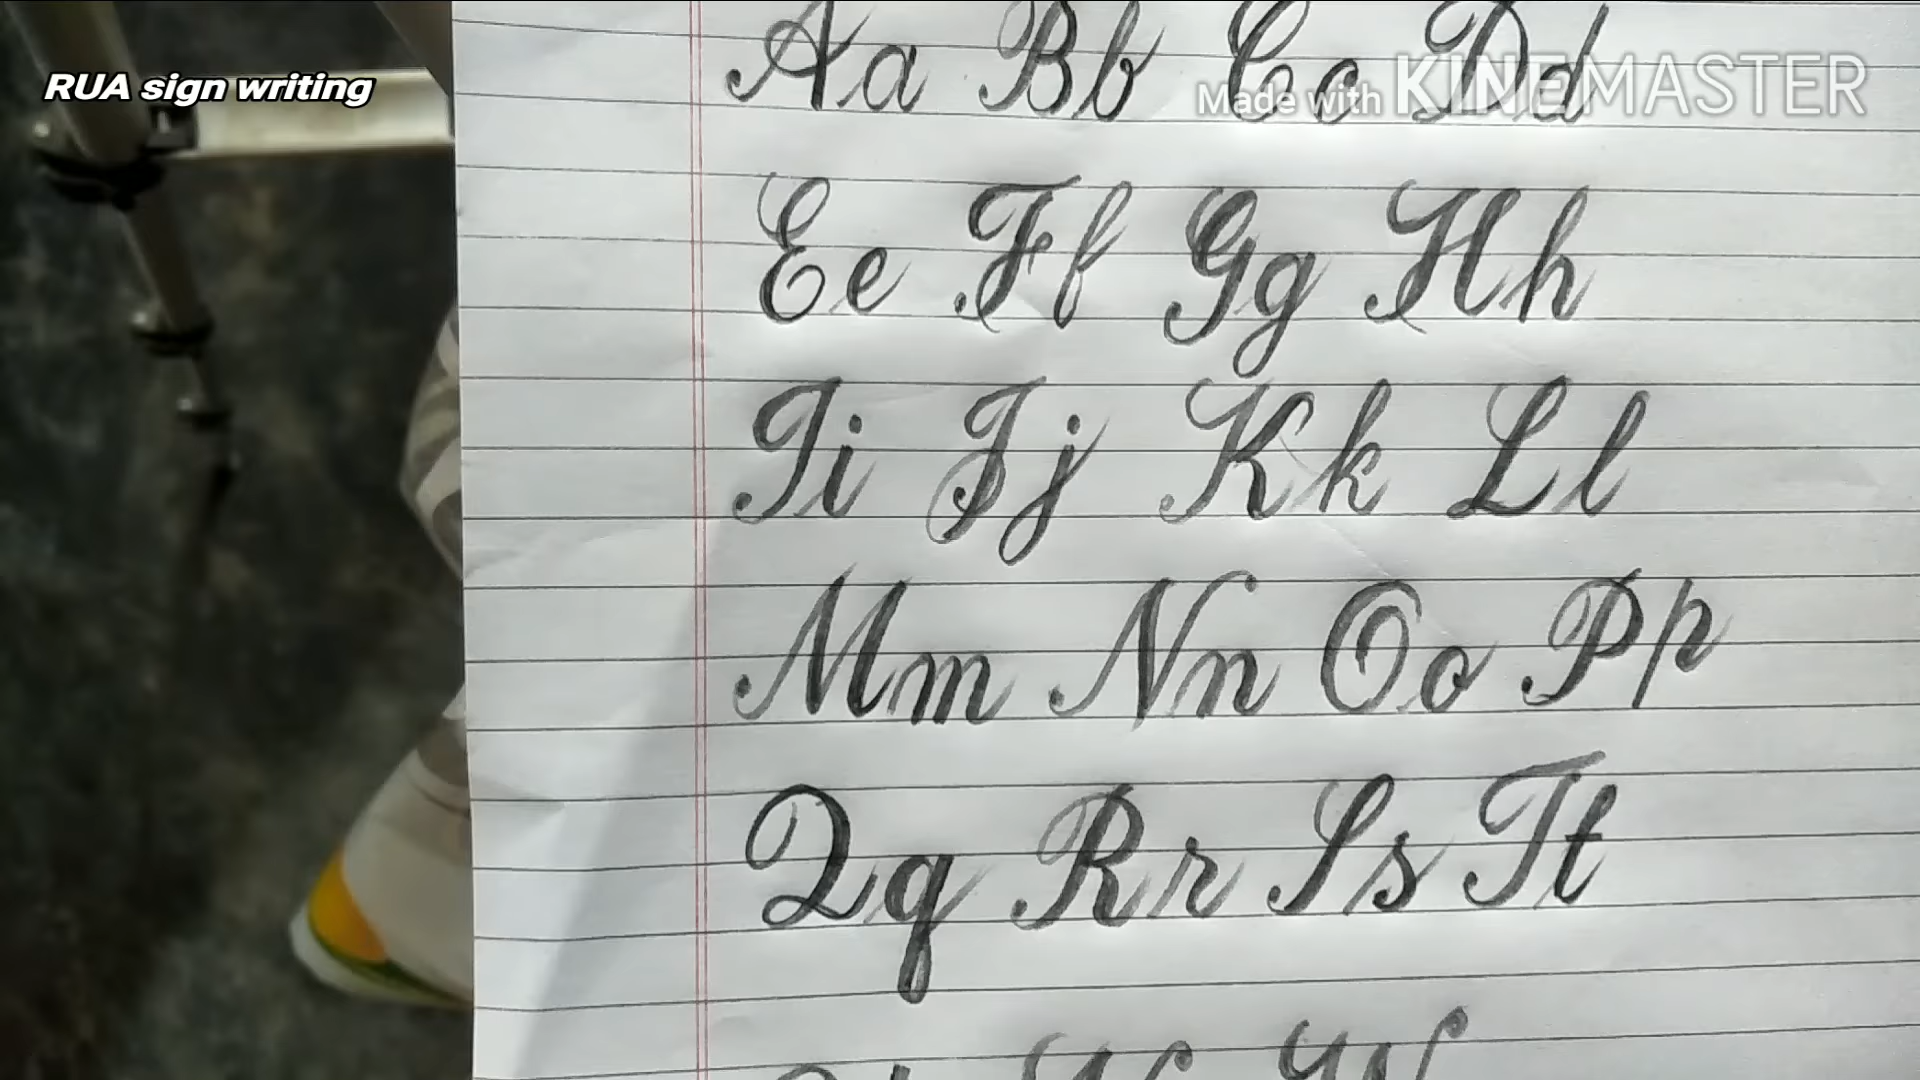 RUA sign writing
Made with KINEMASTER
Aa Bb Cc Dd
Ee Ff Gg Hh
Ii Jj Kk Ll
Mm Nn Oo Pp
Qq Rr Ss Tt